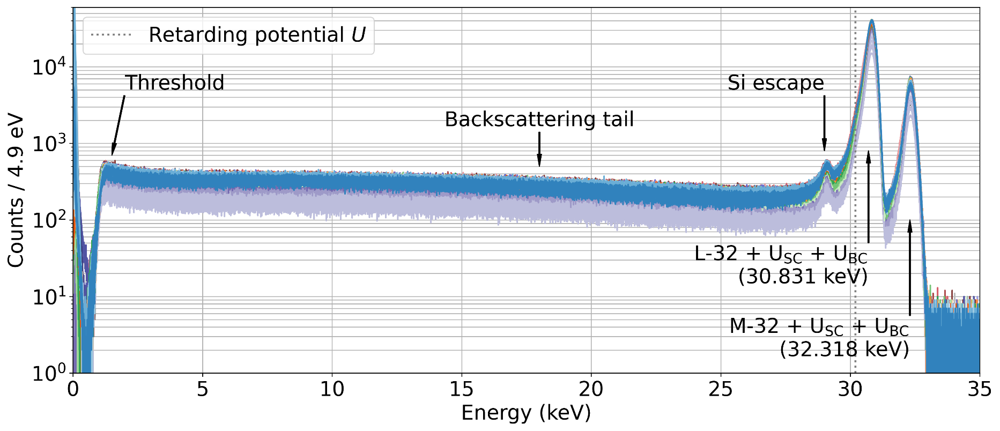 Retarding potential U
Threshold
Si escape
Backscattering tail
L-32 + U_SC + U_BC
(30.831 keV)
M-32 + U_SC + U_BC
(32.318 keV)
Counts / 4.9 eV
10^4
10^3
10^2
10^1
10^0
0 5 10 15 20 25 30 35
Energy (keV)